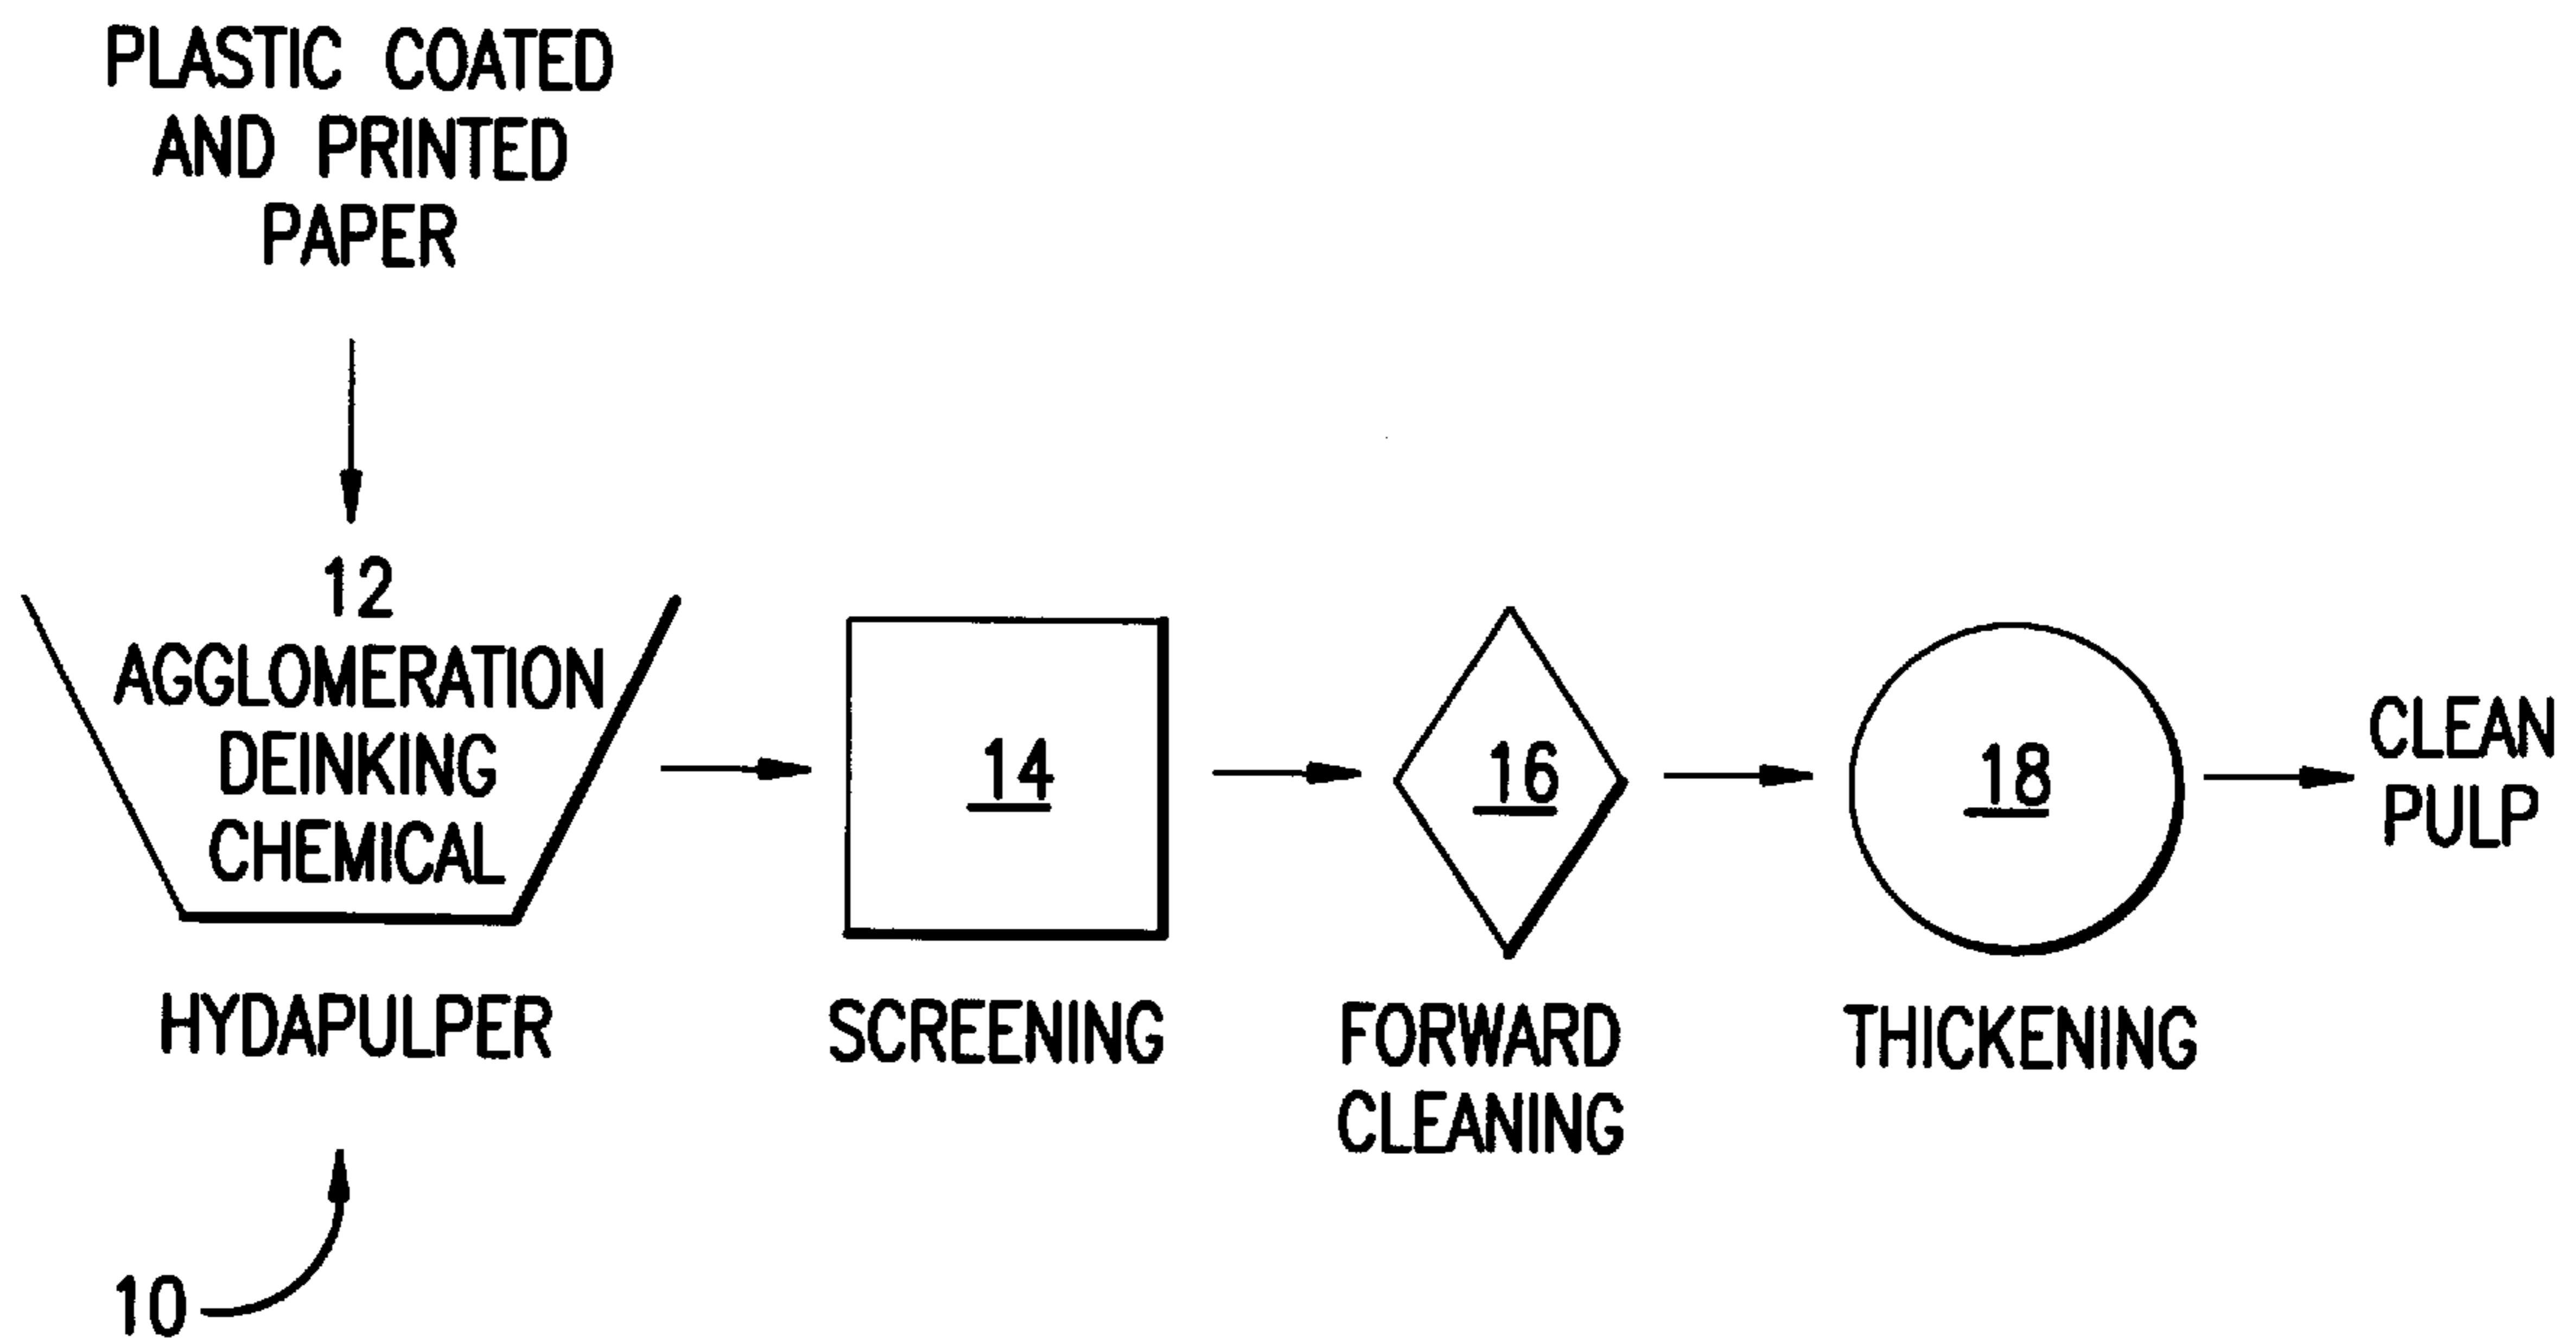 PLASTIC COATED
AND PRINTED
PAPER
12
AGGLOMERATION
DEINKING
CHEMICAL
HYDAPULPER
10
14
SCREENING
16
FORWARD
CLEANING
18
THICKENING
CLEAN
PULP